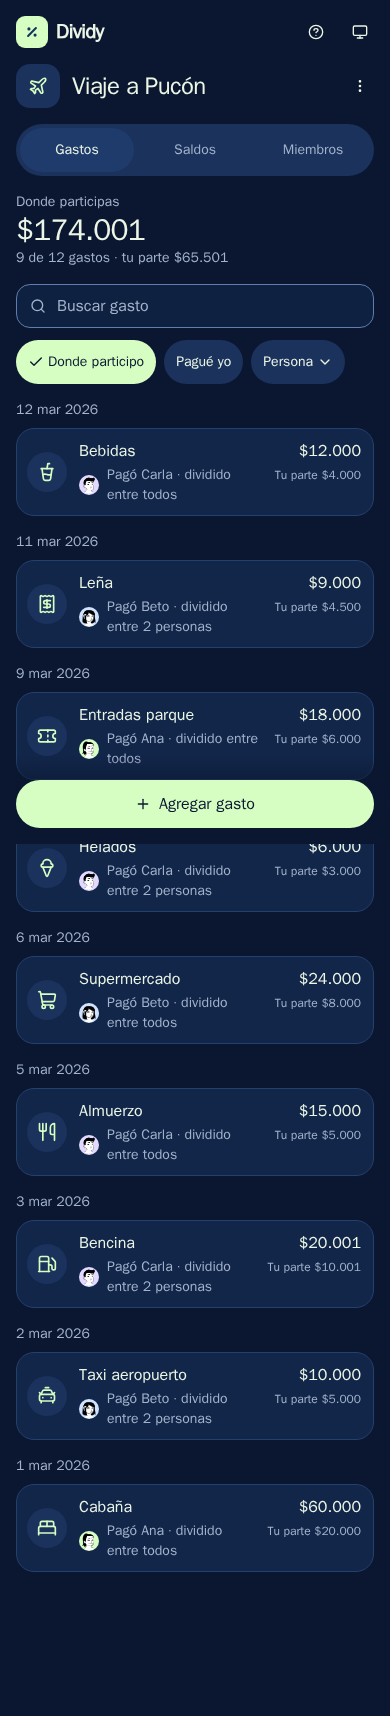 Dividy
Viaje a Pucón
Gastos
Saldos
Miembros
Donde participas
$174.001
9 de 12 gastos · tu parte $65.501
Buscar gasto
Donde participo
Pagué yo
Persona
12 mar 2026
Bebidas
$12.000
Pagó Carla · dividido
entre todos
Tu parte $4.000
11 mar 2026
Leña
$9.000
Pagó Beto · dividido
entre 2 personas
Tu parte $4.500
9 mar 2026
Entradas parque
$18.000
Pagó Ana · dividido entre
todos
Tu parte $6.000
Agregar gasto
Helados
$6.000
Pagó Carla · dividido
entre 2 personas
Tu parte $3.000
6 mar 2026
Supermercado
$24.000
Pagó Beto · dividido
entre todos
Tu parte $8.000
5 mar 2026
Almuerzo
$15.000
Pagó Carla · dividido
entre todos
Tu parte $5.000
3 mar 2026
Bencina
$20.001
Pagó Carla · dividido
entre 2 personas
Tu parte $10.001
2 mar 2026
Taxi aeropuerto
$10.000
Pagó Beto · dividido
entre 2 personas
Tu parte $5.000
1 mar 2026
Cabaña
$60.000
Pagó Ana · dividido
entre todos
Tu parte $20.000